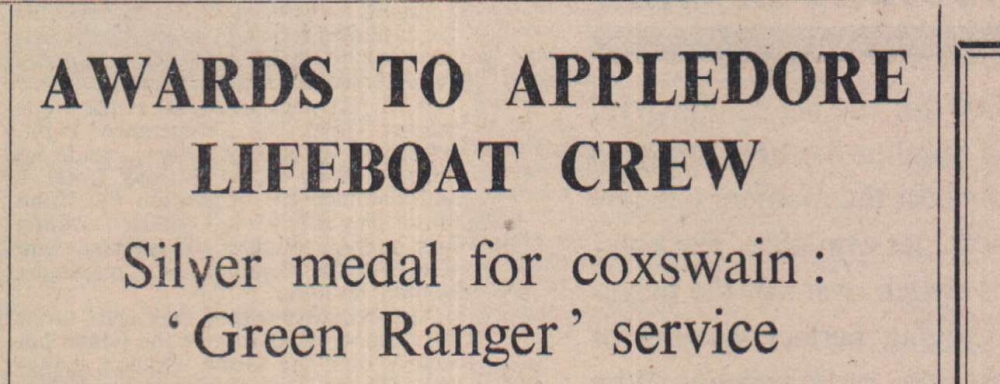 AWARDS TO APPLEDORE
LIFEBOAT CREW
Silver medal for coxswain :
‘Green Ranger’ service